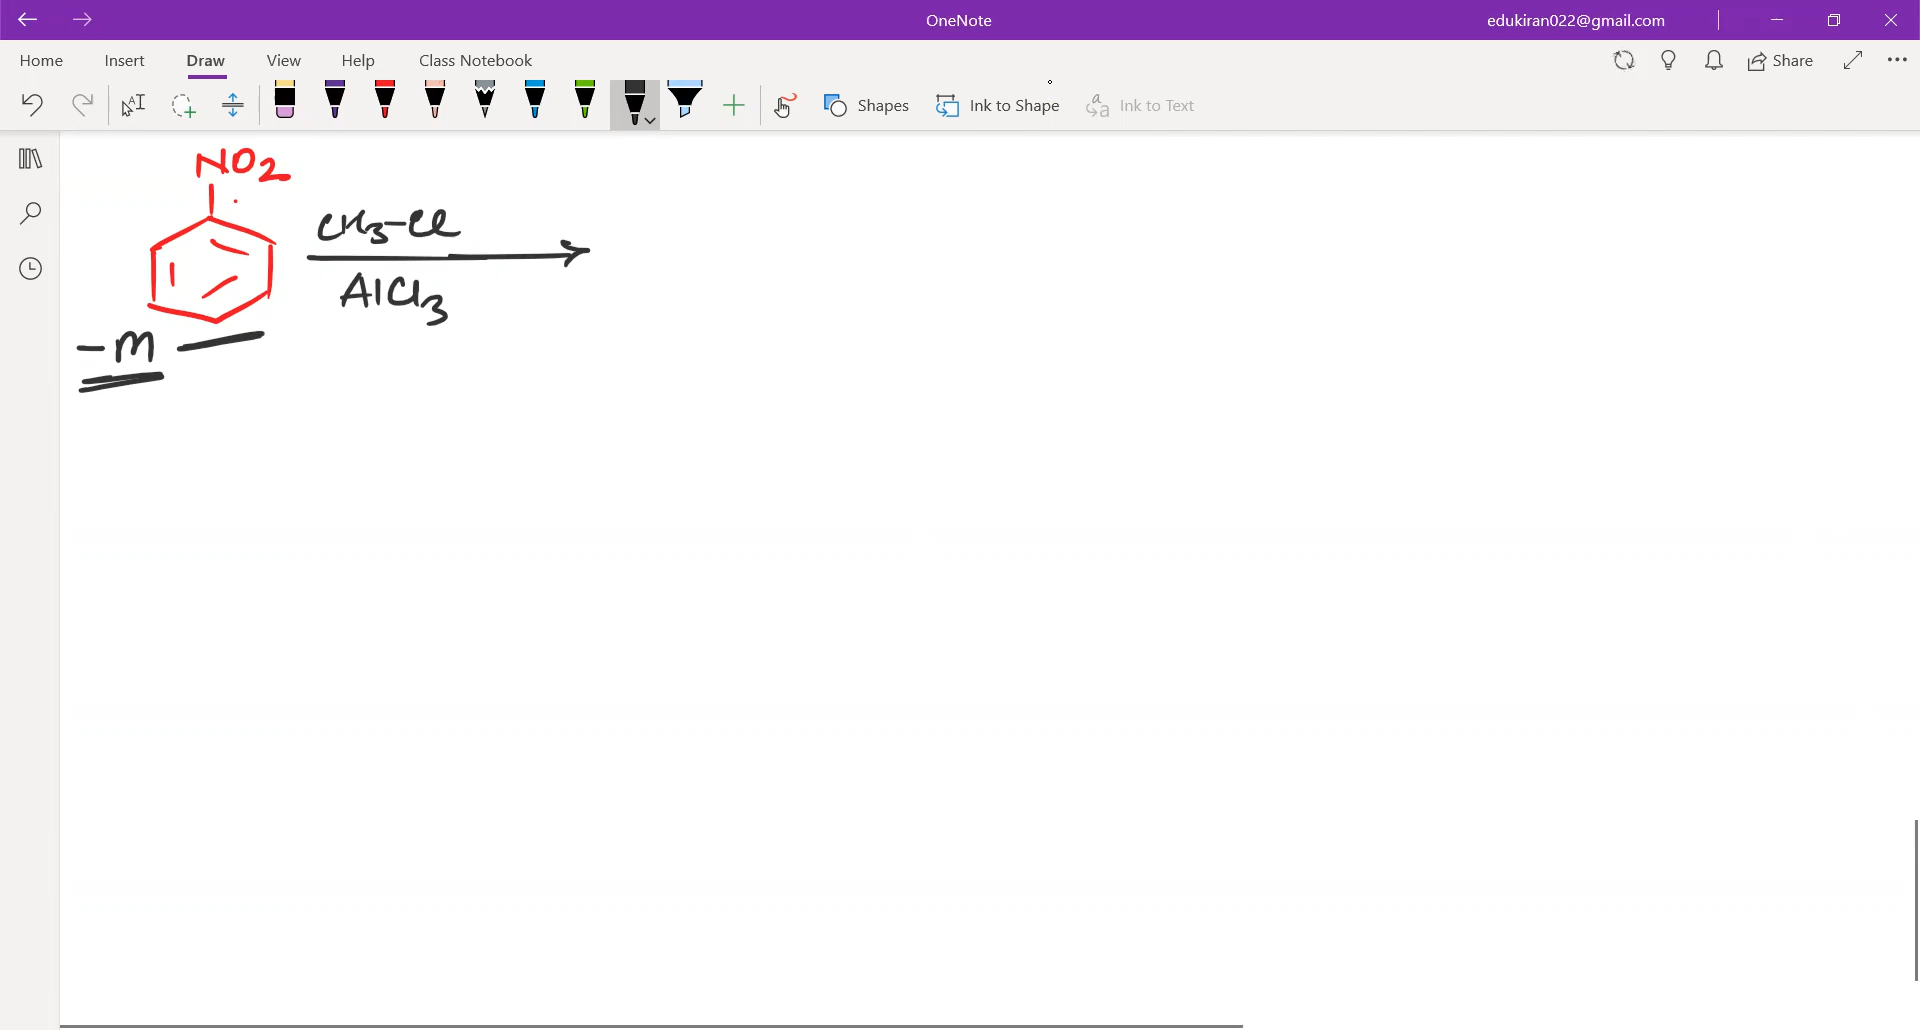 OneNote
edukiran022@gmail.com
Home Insert Draw View Help Class Notebook
Share
Shapes Ink to Shape Ink to Text
NO2
CH3-Cl
AlCl3
-M